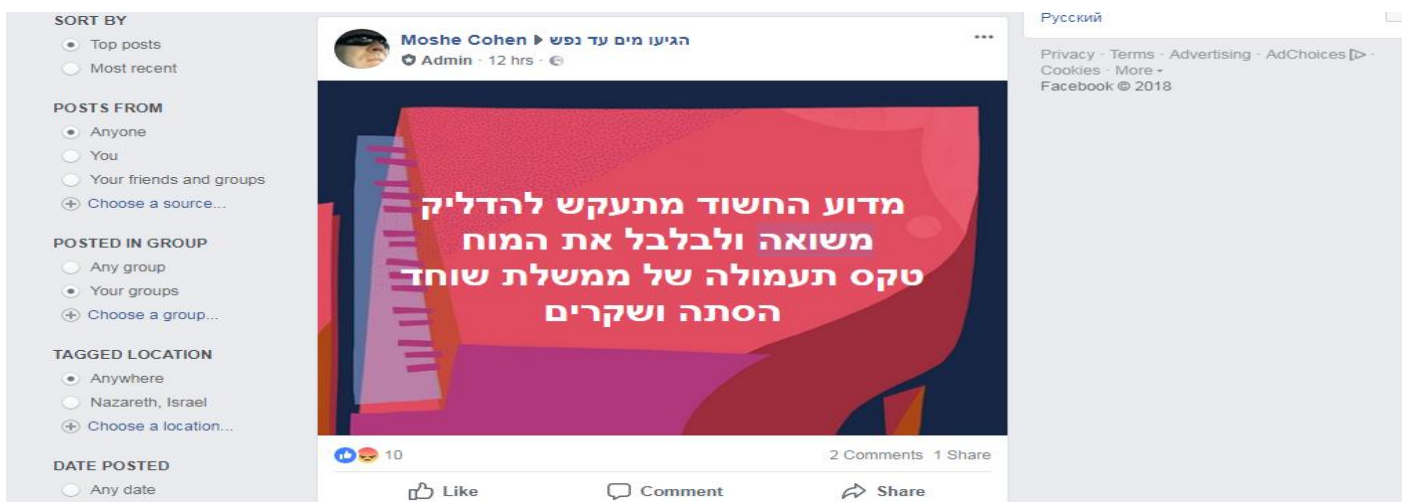 SORT BY
Top posts
Most recent
POSTS FROM
Anyone
You
Your friends and groups
Choose a source...
POSTED IN GROUP
Any group
Your groups
Choose a group...
TAGGED LOCATION
Anywhere
Nazareth, Israel
Choose a location...
DATE POSTED
Any date
Moshe Cohen ▶ הגיעו מים עד נפש
Admin · 12 hrs ·
מדוע החשוד מתעקש להדליק
משואה ולבלבל את המוח
טקס תעמולה של ממשלת שוחד
הסתה ושקרים
10
2 Comments 1 Share
Like Comment Share
Русский
Privacy · Terms · Advertising · AdChoices ·
Cookies · More
Facebook © 2018